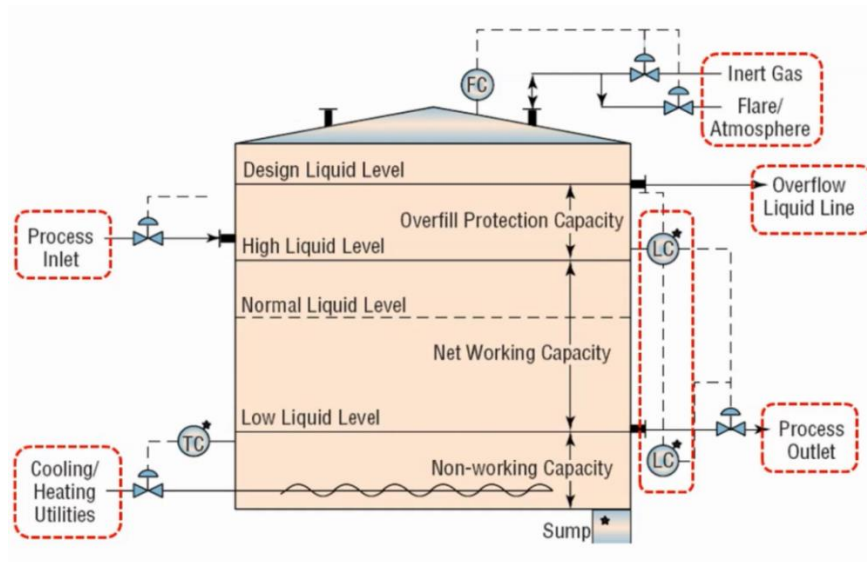 FC
Inert Gas
Flare/
Atmosphere
Design Liquid Level
Overflow
Liquid Line
Overfill Protection Capacity
Process
Inlet
High Liquid Level
LC*
Normal Liquid Level
Net Working Capacity
Low Liquid Level
TC*
Process
Outlet
Cooling/
Heating
Utilities
Non-working Capacity
LC*
Sump *